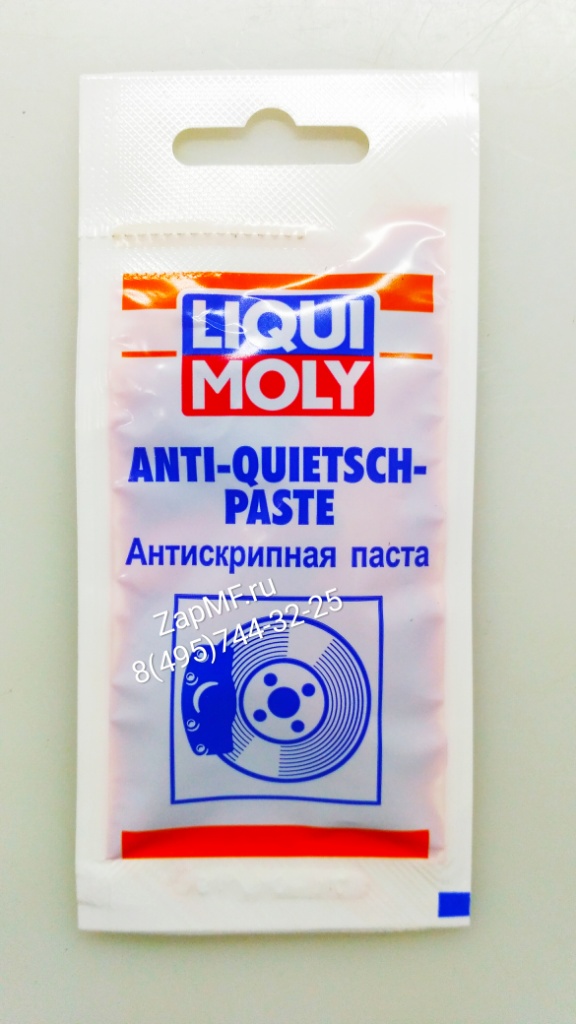 LIQUI
MOLY
ANTI-QUIETSCH-
PASTE
Антискрипная паста
ZapMF.ru
8(495)744-32-25